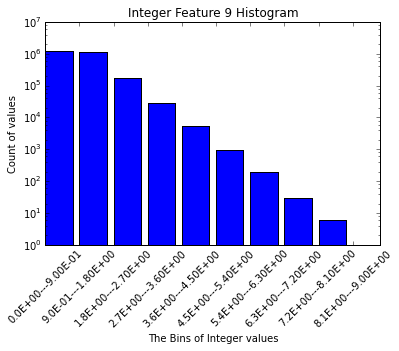 Integer Feature 9 Histogram
10^7
10^6
10^5
10^4
10^3
10^2
10^1
10^0
Count of values
0.0E+00---9.00E-01
9.0E-01---1.80E+00
1.8E+00---2.70E+00
2.7E+00---3.60E+00
3.6E+00---4.50E+00
4.5E+00---5.40E+00
5.4E+00---6.30E+00
6.3E+00---7.20E+00
7.2E+00---8.10E+00
8.1E+00---9.00E+00
The Bins of Integer values